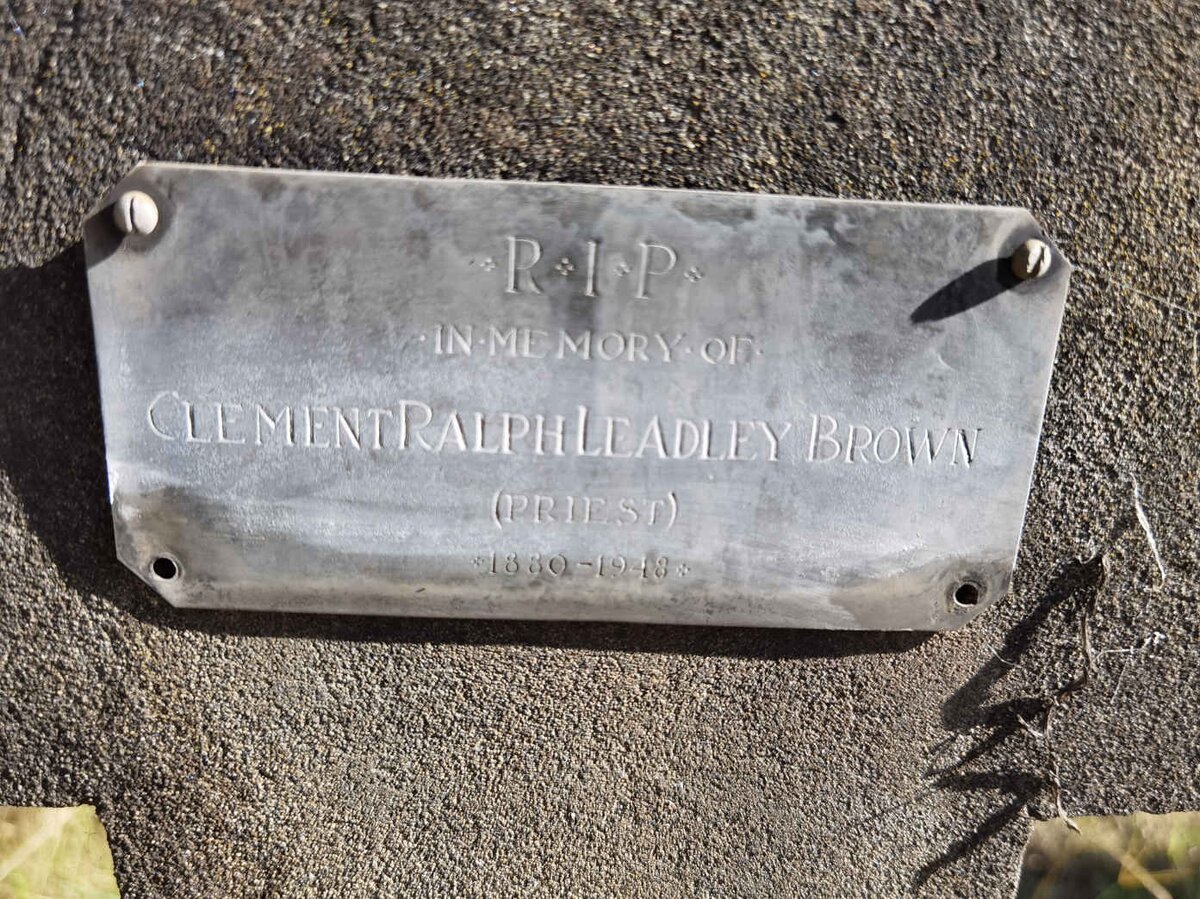 R·I·P
·IN·MEMORY·OF·
CLEMENT RALPH LEADLEY BROWN
(PRIEST)
1880-1948